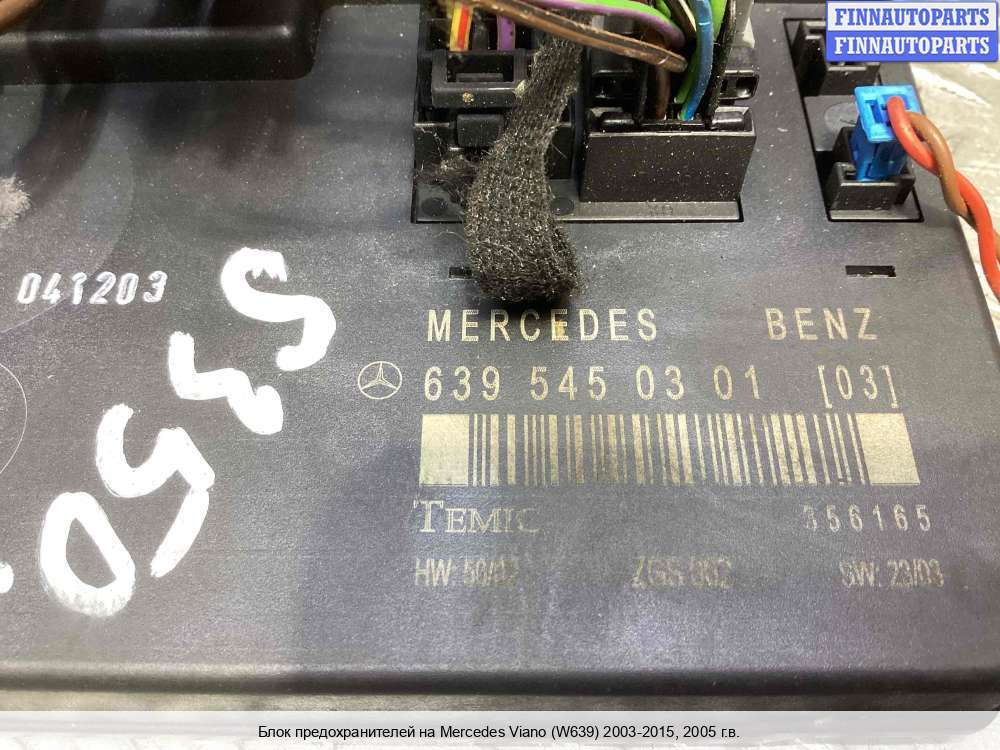 FINNAUTOPARTS
FINNAUTOPARTS
041203
MERCEDES BENZ
639 545 03 01 [03]
TEMIC
356165
HW: 50/02 ZGS 002 SW: 23/03
Блок предохранителей на Mercedes Viano (W639) 2003-2015, 2005 г.в.